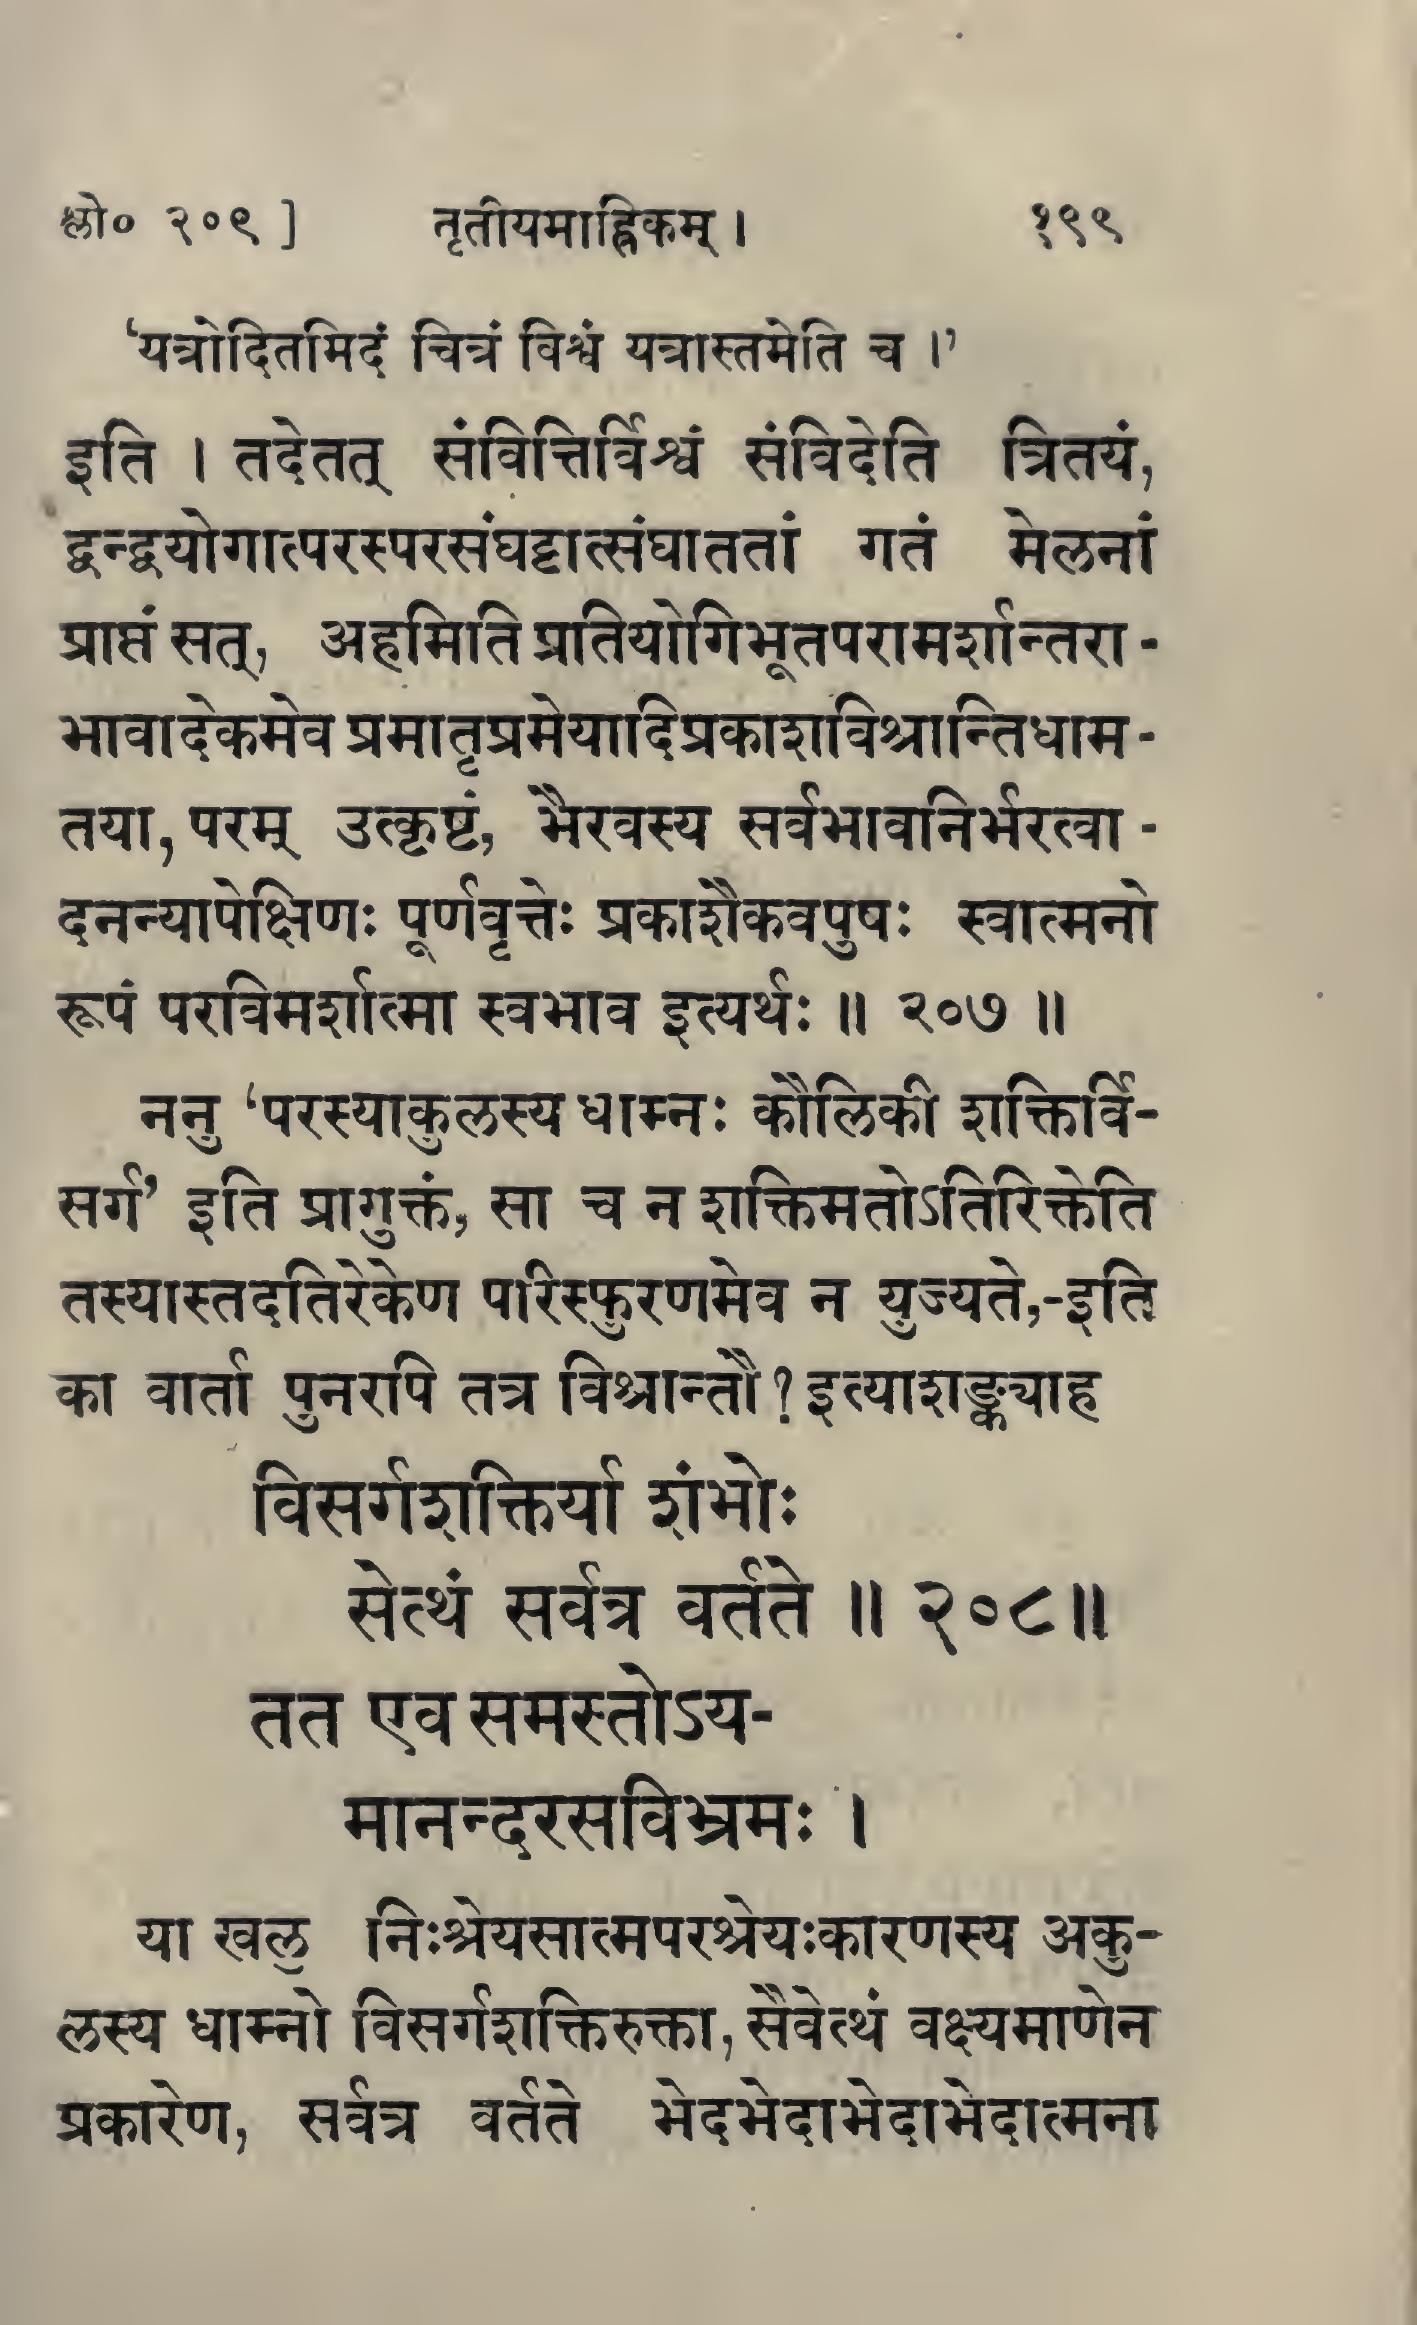 श्लो० २०९ ] तृतीयमाह्निकम् । १९९
‘यत्रोदितमिदं चित्रं विश्वं यत्रास्तमेति च ।’
इति । तदेतत् संवित्तिर्विश्वं संविदेति त्रितयं,
द्वन्द्वयोगात्परस्परसंघट्टात्संघाततां गतं मेलनां
प्राप्तं सत्, अहमिति प्रतियोगिभूतपरामर्शान्तरा-
भावादेकमेव प्रमातृप्रमेयादिप्रकाशविश्रान्तिधाम-
तया, परम् उत्कृष्टं, भैरवस्य सर्वभावनिर्भरत्वा-
दनन्यापेक्षिणः पूर्णवृत्तेः प्रकाशैकवपुषः स्वात्मनो
रूपं परविमर्शात्मा स्वभाव इत्यर्थः ॥ २०७ ॥
ननु ‘परस्याकुलस्य धाम्नः कौलिकी शक्तिर्वि-
सर्ग’ इति प्रागुक्तं, सा च न शक्तिमतोऽतिरिक्तेति
तस्यास्तदतिरेकेण परिस्फुरणमेव न युज्यते,-इति
का वार्ता पुनरपि तत्र विश्रान्तौ? इत्याशङ्क्याह
विसर्गशक्तिर्या शंभोः
सेत्थं सर्वत्र वर्तते ॥ २०८॥
तत एव समस्तोऽय-
मानन्दरसविभ्रमः ।
या खलु निःश्रेयसात्मपरश्रेयःकारणस्य अकु-
लस्य धाम्नो विसर्गशक्तिरुक्ता, सैवेत्थं वक्ष्यमाणेन
प्रकारेण, सर्वत्र वर्तते भेदभेदाभेदाभेदात्मना